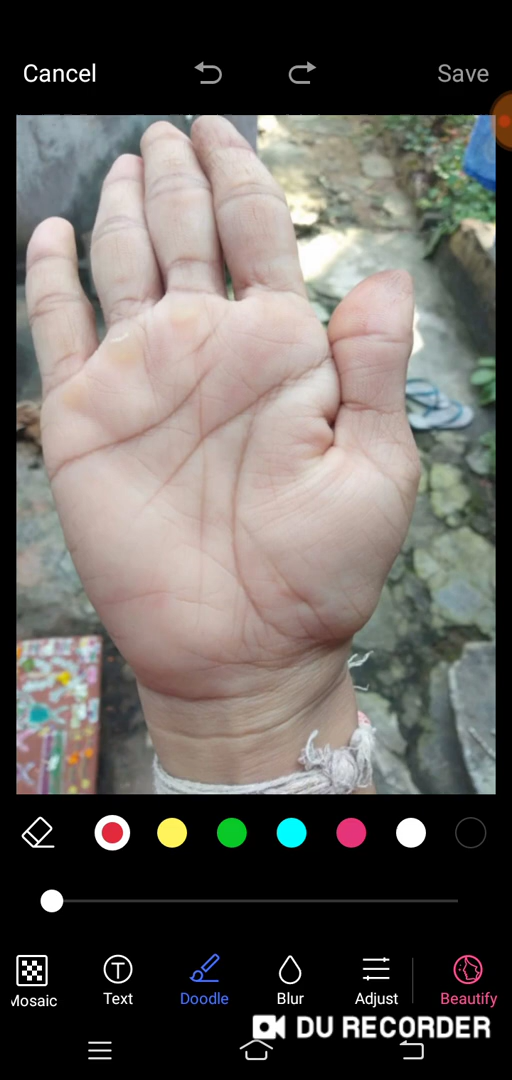 Cancel
Save
Mosaic
Text
Doodle
Blur
Adjust
Beautify
DU RECORDER